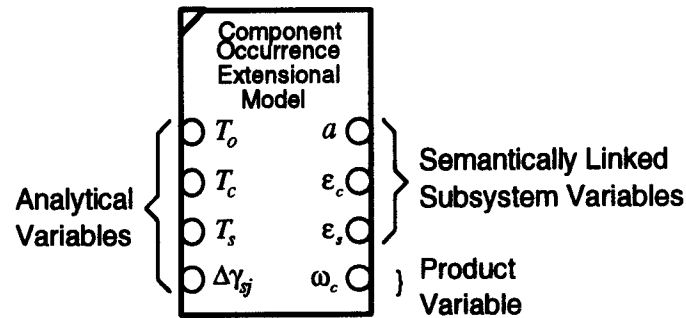 Component
Occurrence
Extensional
Model
Analytical
Variables
T_o
T_c
T_s
Δγ_sj
a
ε_c
ε_s
ω_c
Semantically Linked
Subsystem Variables
Product
Variable